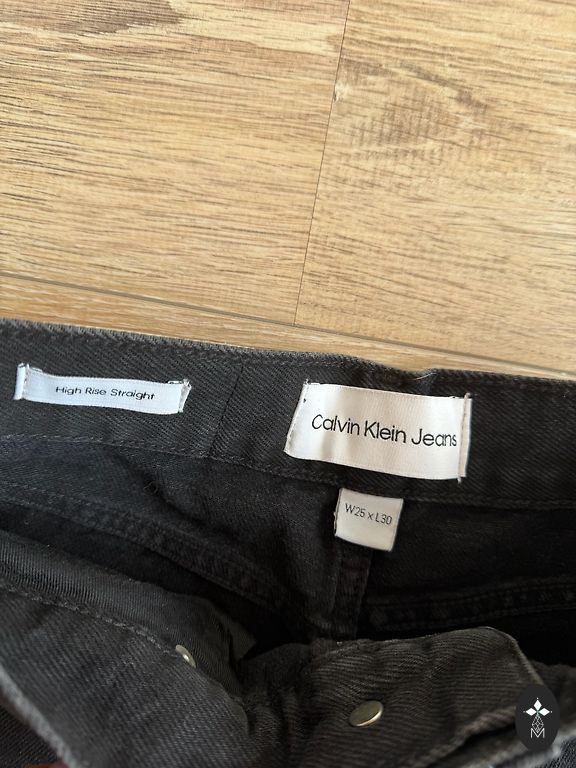 High Rise Straight
Calvin Klein Jeans
W25 x L30
M